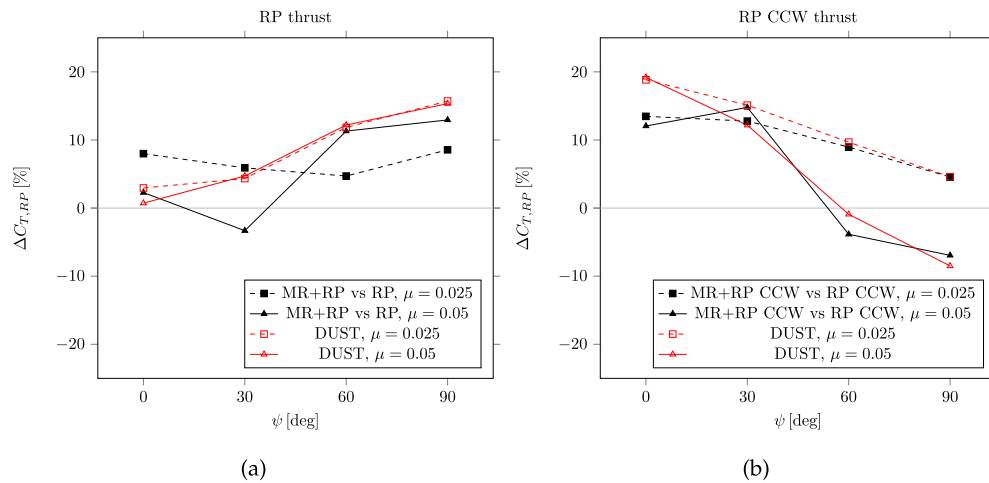 RP thrust
20
10
0
−10
−20
ΔC_{T,RP} [%]
MR+RP vs RP, μ = 0.025
MR+RP vs RP, μ = 0.05
DUST, μ = 0.025
DUST, μ = 0.05
0 30 60 90
ψ [deg]
(a)
RP CCW thrust
20
10
0
−10
−20
ΔC_{T,RP} [%]
MR+RP CCW vs RP CCW, μ = 0.025
MR+RP CCW vs RP CCW, μ = 0.05
DUST, μ = 0.025
DUST, μ = 0.05
0 30 60 90
ψ [deg]
(b)